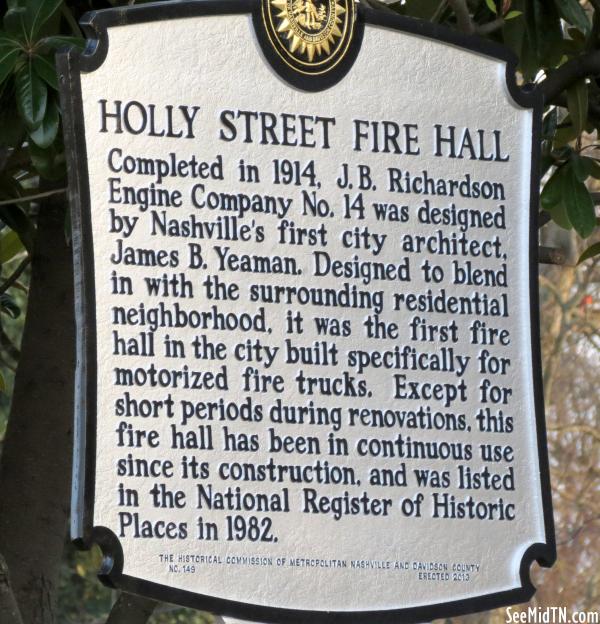 HOLLY STREET FIRE HALL
Completed in 1914, J.B. Richardson
Engine Company No. 14 was designed
by Nashville's first city architect,
James B. Yeaman. Designed to blend
in with the surrounding residential
neighborhood, it was the first fire
hall in the city built specifically for
motorized fire trucks. Except for
short periods during renovations, this
fire hall has been in continuous use
since its construction, and was listed
in the National Register of Historic
Places in 1982.
THE HISTORICAL COMMISSION OF METROPOLITAN NASHVILLE AND DAVIDSON COUNTY
NO. 149 ERECTED 2013
SeeMidTN.com